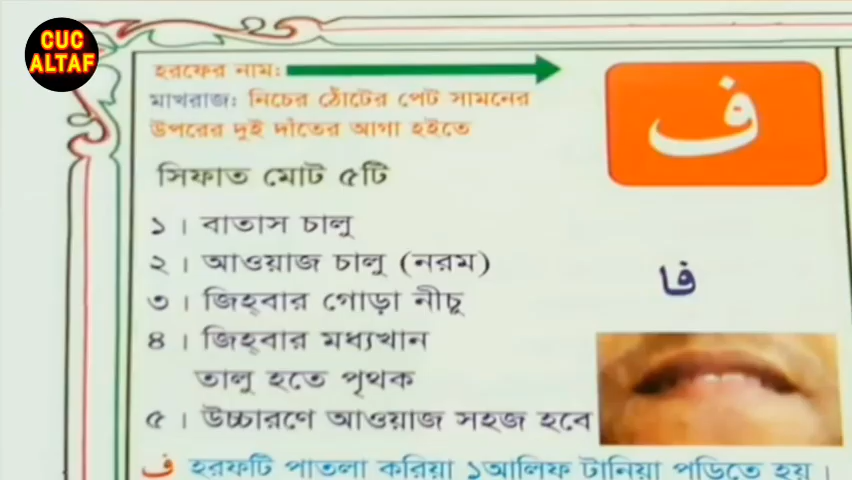 CUC
ALTAF
হরফের নাম:
ف
মাখরাজ: নিচের ঠোঁটের পেট সামনের
উপরের দুই দাঁতের আগা হইতে
সিফাত মোট ৫টি
১। বাতাস চালু
২। আওয়াজ চালু (নরম)
فا
৩। জিহ্বার গোড়া নীচু
৪। জিহ্বার মধ্যখান
তালু হতে পৃথক
৫। উচ্চারণে আওয়াজ সহজ হবে
ف হরফটি পাতলা করিয়া ১আলিফ টানিয়া পড়িতে হয়।